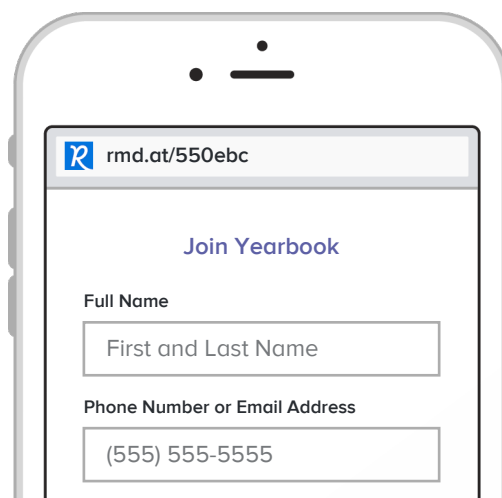 rmd.at/550ebc
Join Yearbook
Full Name
First and Last Name
Phone Number or Email Address
(555) 555-5555